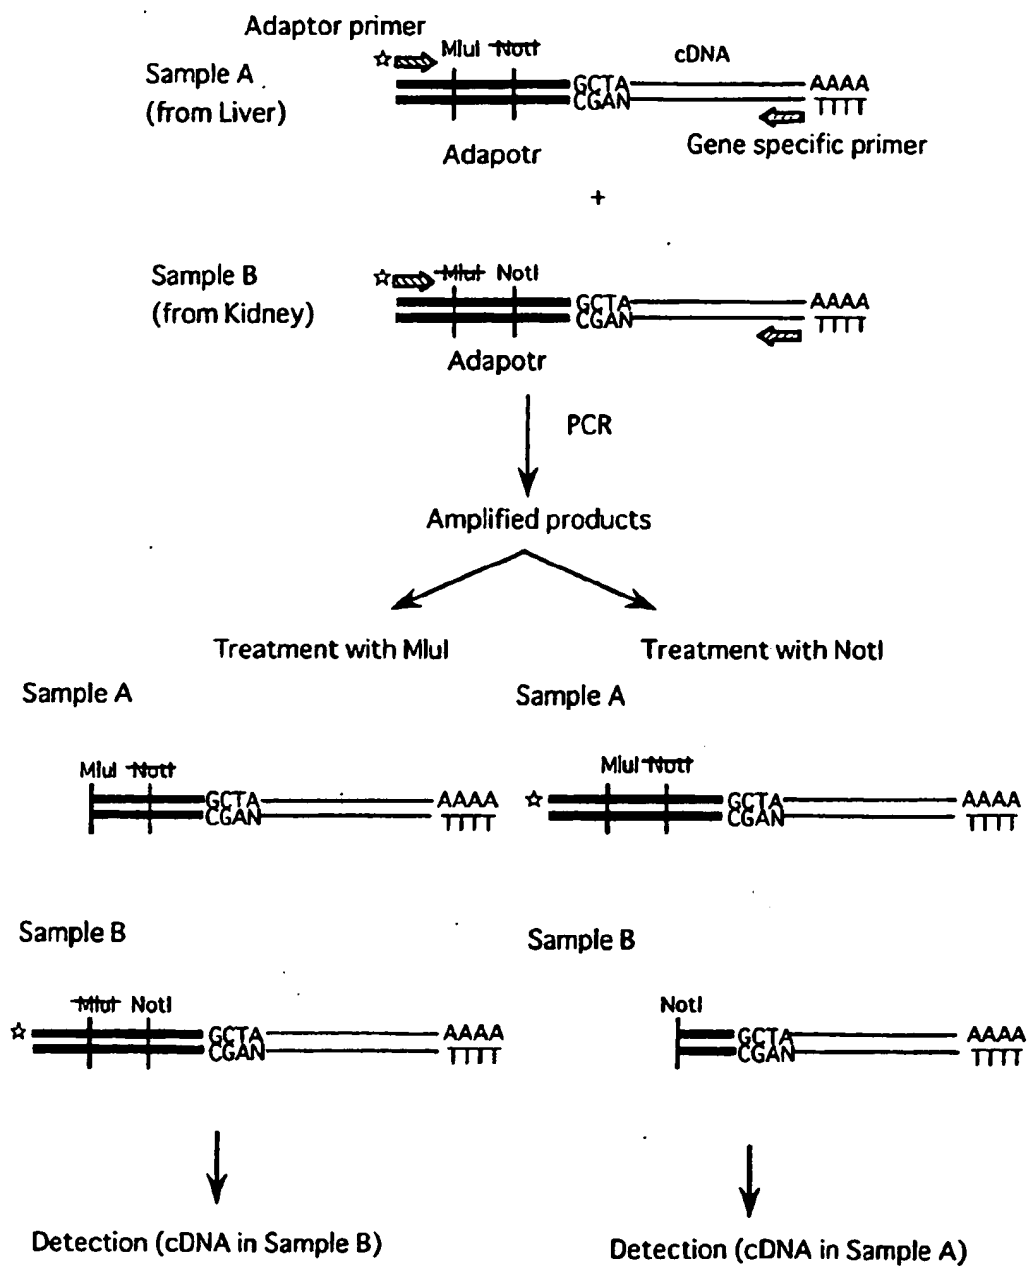 Adaptor primer
☆ MluI NotI
cDNA
Sample A
(from Liver)
GCTA AAAA
CGAN TTTT
Adapotr
Gene specific primer
+
Sample B
(from Kidney)
☆ MluI NotI
GCTA AAAA
CGAN TTTT
Adapotr
PCR
Amplified products
Treatment with MluI
Treatment with NotI
Sample A
Sample A
MluI NotI
MluI NotI
GCTA AAAA
CGAN TTTT
☆ GCTA AAAA
CGAN TTTT
Sample B
Sample B
MluI NotI
NotI
☆ GCTA AAAA
CGAN TTTT
GCTA AAAA
CGAN TTTT
Detection (cDNA in Sample B)
Detection (cDNA in Sample A)